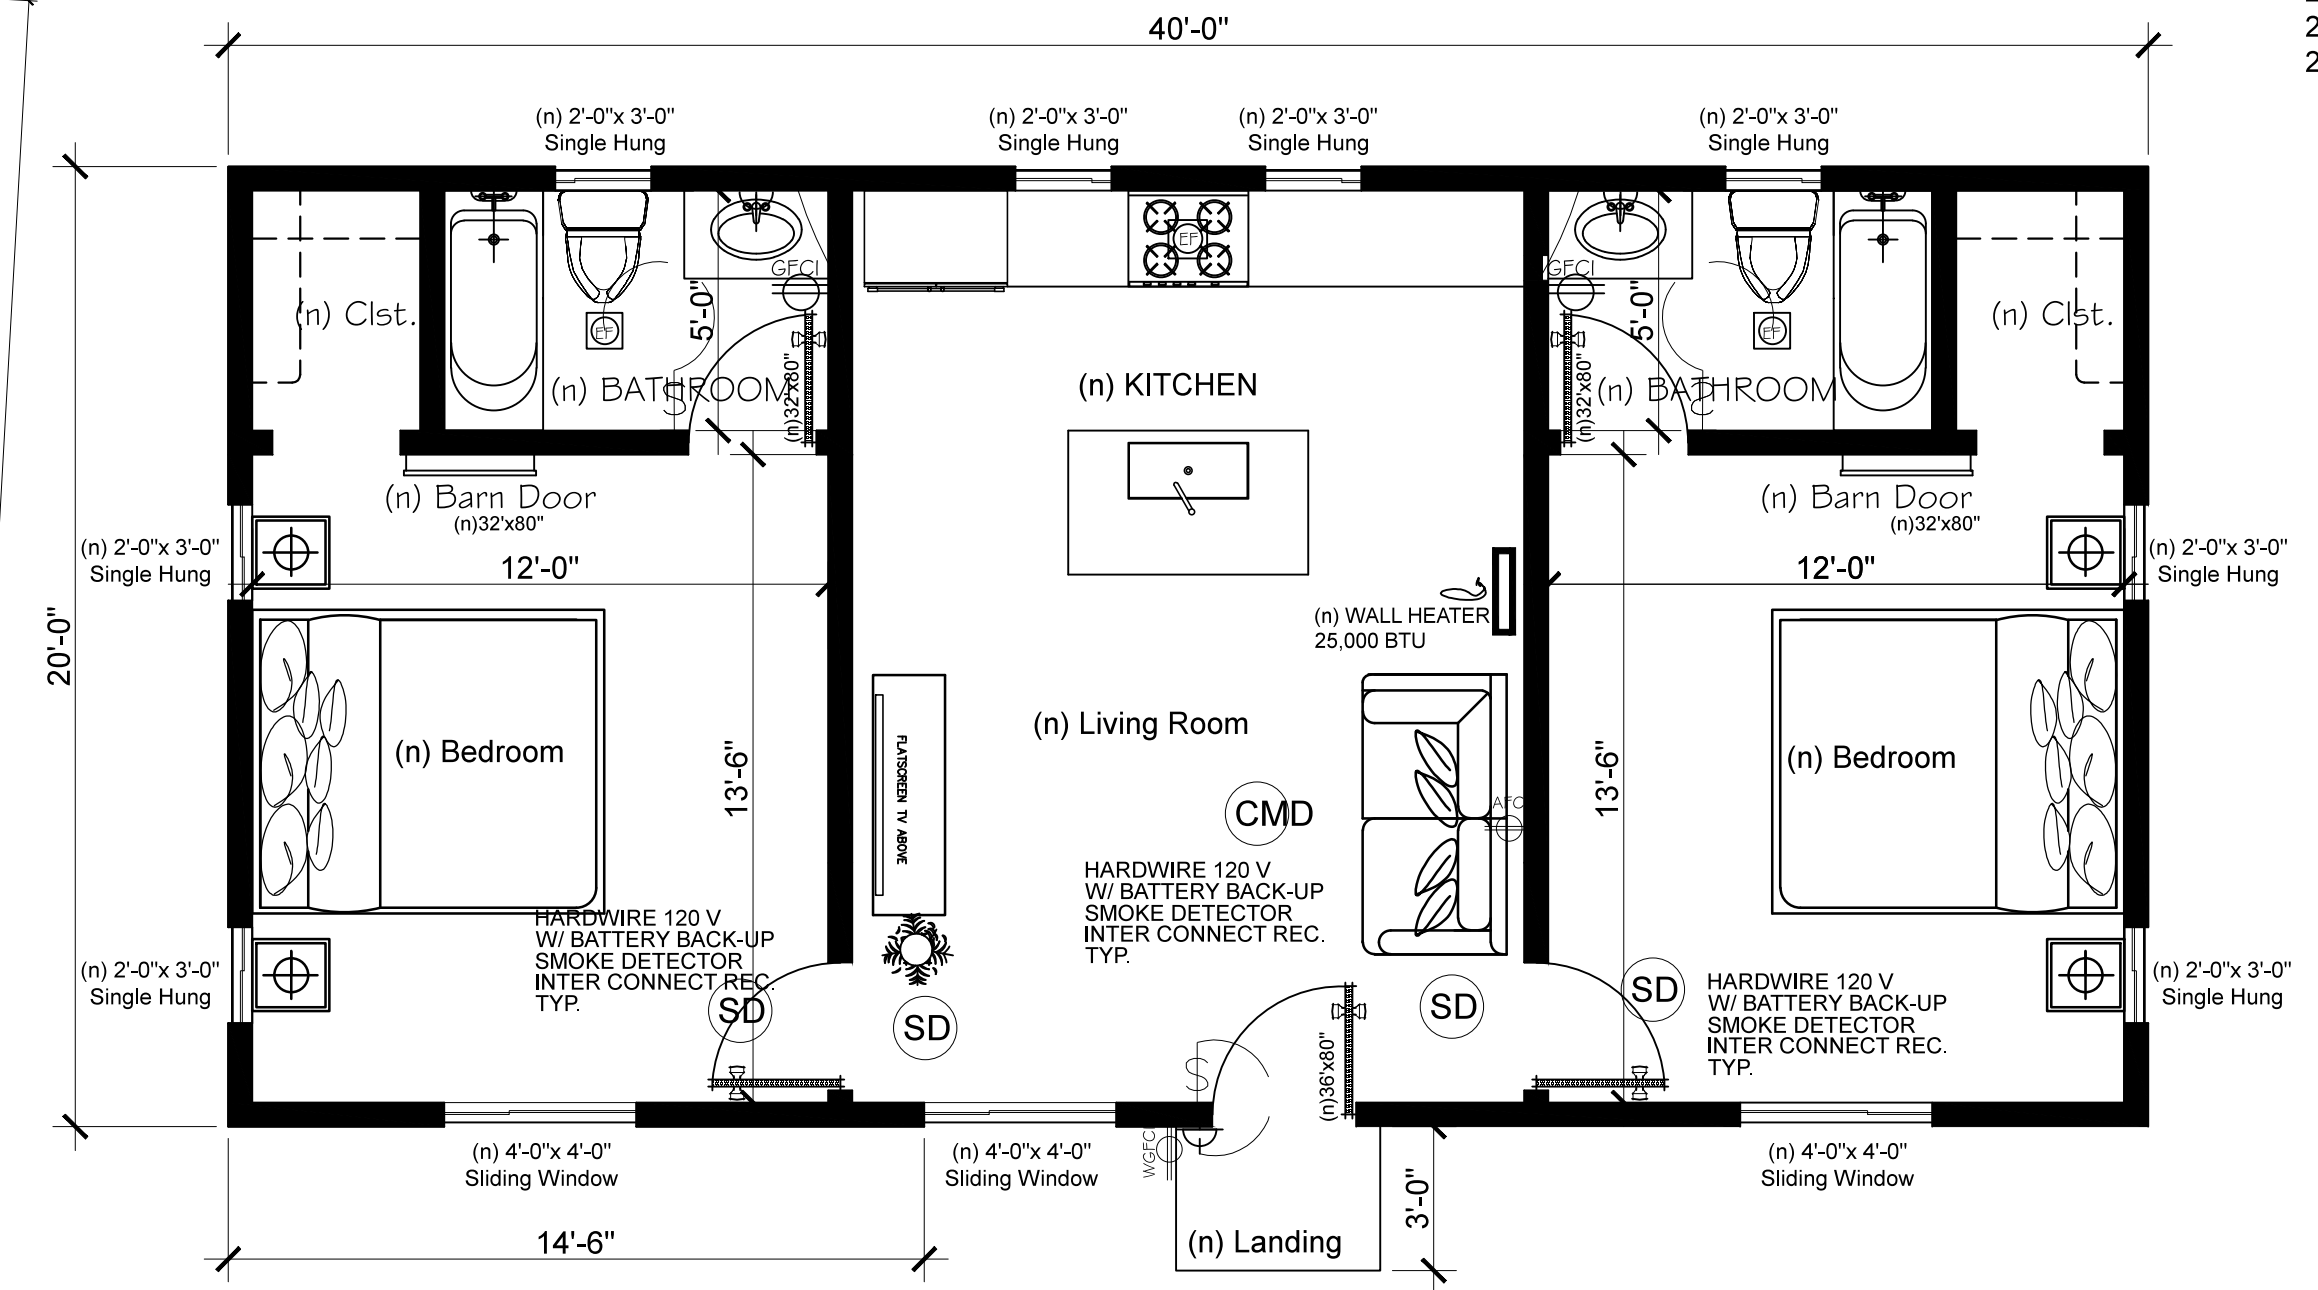 40'-0"
2
2
(n) 2'-0"x 3'-0"
Single Hung
(n) 2'-0"x 3'-0"
Single Hung
(n) 2'-0"x 3'-0"
Single Hung
(n) 2'-0"x 3'-0"
Single Hung
EF
GFCI
GFCI
5'-0"
5'-0"
(n) Clst.
(n) Clst.
EF
EF
(n) BATHROOM
S
(n)32'x80"
(n) KITCHEN
(n)32'x80"
(n) BATHROOM
S
(n) Barn Door
(n)32'x80"
(n) Barn Door
(n)32'x80"
(n) 2'-0"x 3'-0"
Single Hung
12'-0"
12'-0"
(n) 2'-0"x 3'-0"
Single Hung
20'-0"
(n) WALL HEATER
25,000 BTU
(n) Bedroom
13'-6"
FLATSCREEN TV ABOVE
(n) Living Room
13'-6"
(n) Bedroom
CMD
AFC
HARDWIRE 120 V
W/ BATTERY BACK-UP
SMOKE DETECTOR
INTER CONNECT REC.
TYP.
HARDWIRE 120 V
W/ BATTERY BACK-UP
SMOKE DETECTOR
INTER CONNECT REC.
TYP.
HARDWIRE 120 V
W/ BATTERY BACK-UP
SMOKE DETECTOR
INTER CONNECT REC.
TYP.
(n) 2'-0"x 3'-0"
Single Hung
(n) 2'-0"x 3'-0"
Single Hung
SD
SD
SD
SD
S
(n)36'x80"
WGFCI
(n) 4'-0"x 4'-0"
Sliding Window
(n) 4'-0"x 4'-0"
Sliding Window
(n) 4'-0"x 4'-0"
Sliding Window
3'-0"
14'-6"
(n) Landing